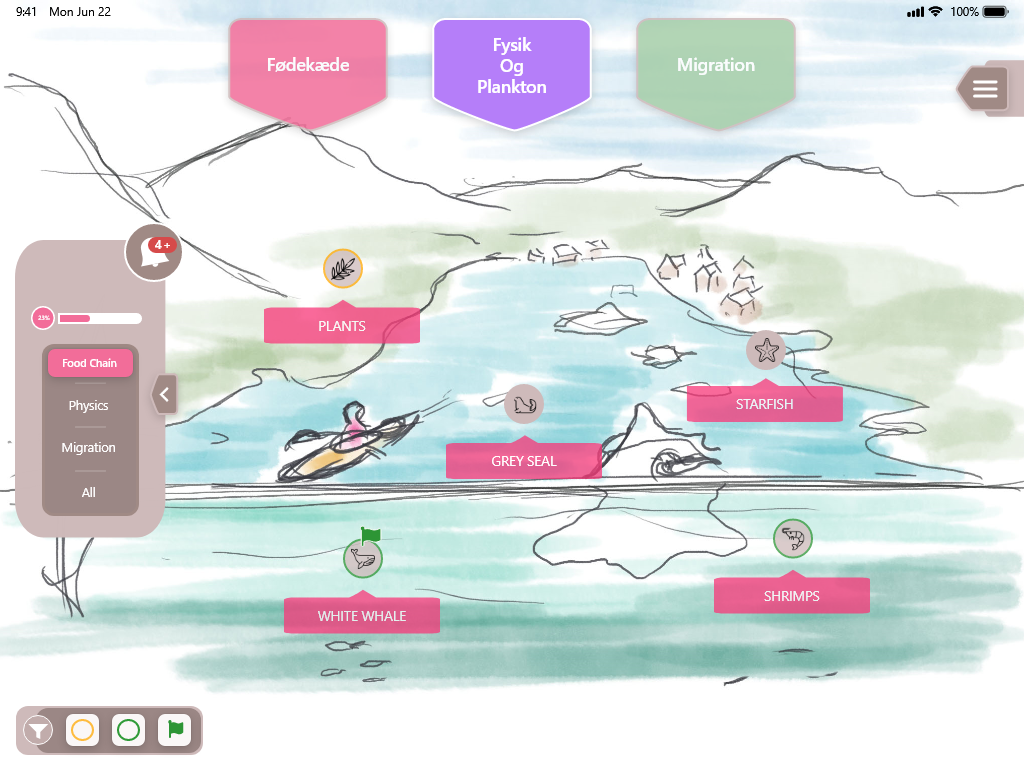 9:41 Mon Jun 22
100%
Fødekæde
Fysik
Og
Plankton
Migration
4+
23%
Food Chain
Physics
Migration
All
PLANTS
STARFISH
GREY SEAL
WHITE WHALE
SHRIMPS